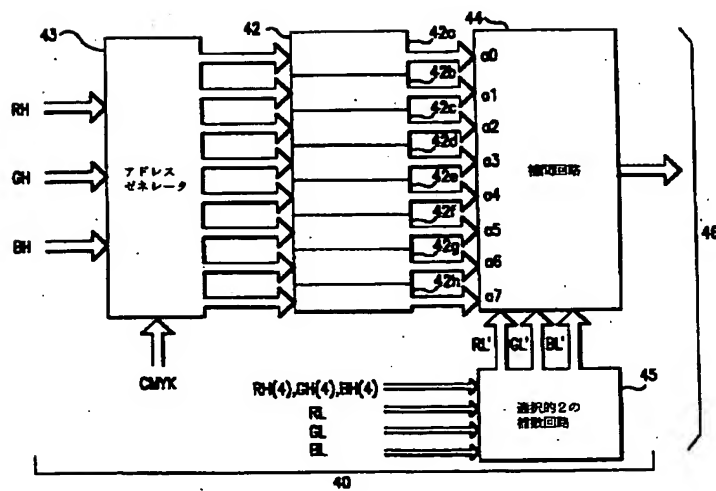 43
42
42a
44
42b
42c
42d
42e
42f
42g
42h
a0
a1
a2
a3
a4
a5
a6
a7
RH
GH
BH
アドレス
ゼネレータ
補間回路
46
CMYK
RL'
GL'
BL'
45
RH(4),GH(4),BH(4)
RL
GL
BL
選択的2の
補数回路
40